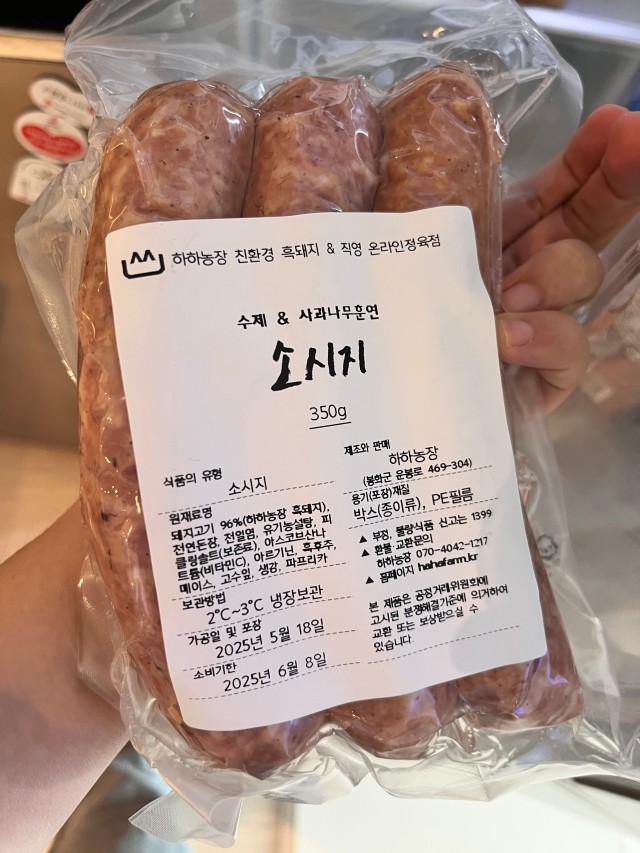 하하농장 친환경 흑돼지 & 직영 온라인정육점
수제 & 사과나무훈연
소시지
350g
식품의 유형
소시지
원재료명
돼지고기 96%(하하농장 흑돼지),
천연돈장, 천일염, 유기농설탕, 피
클링솔트(보존료), 아스코브산나
트륨(비타민C), 아르기닌, 흑후추,
메이스, 고수잎, 생강, 파프리카
보관방법
2℃~3℃ 냉장보관
가공일 및 포장
2025년 5월 18일
소비기한
2025년 6월 8일
제조와 판매
하하농장
(봉화군 운봉로 469-304)
용기(포장)재질
박스(종이류), PE필름
▲ 부정, 불량식품 신고는 1399
▲ 환불·교환문의
하하농장 070-4042-1217
▲ 홈페이지 hahafarm.kr
본 제품은 공정거래위원회에
고시된 분쟁해결기준에 의거하여
교환 또는 보상받으실 수
있습니다.